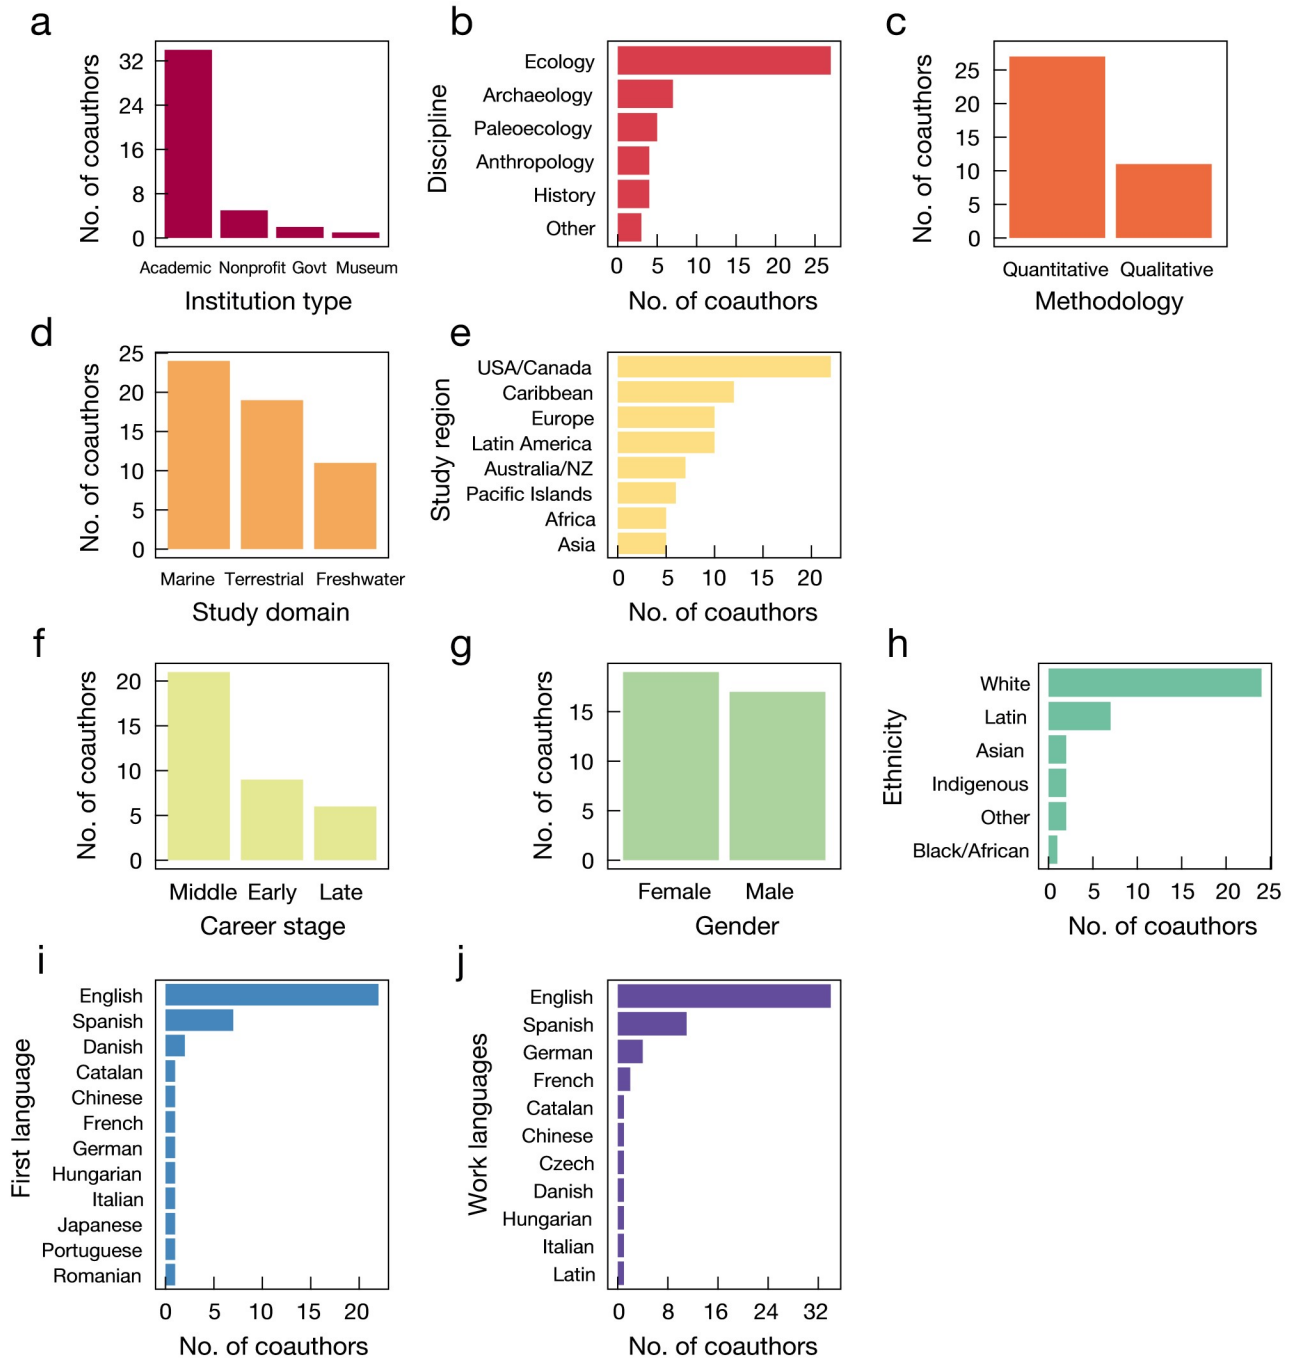 a
No. of coauthors
32
24
16
8
0
Academic Nonprofit Govt Museum
Institution type
b
Discipline
Ecology
Archaeology
Paleoecology
Anthropology
History
Other
0 5 10 15 20 25
No. of coauthors
c
No. of coauthors
25
20
15
10
5
0
Quantitative Qualitative
Methodology
d
No. of coauthors
25
20
15
10
5
0
Marine Terrestrial Freshwater
Study domain
e
Study region
USA/Canada
Caribbean
Europe
Latin America
Australia/NZ
Pacific Islands
Africa
Asia
0 5 10 15 20
No. of coauthors
f
No. of coauthors
20
15
10
5
0
Middle Early Late
Career stage
g
No. of coauthors
15
10
5
0
Female Male
Gender
h
Ethnicity
White
Latin
Asian
Indigenous
Other
Black/African
0 5 10 15 20 25
No. of coauthors
i
First language
English
Spanish
Danish
Catalan
Chinese
French
German
Hungarian
Italian
Japanese
Portuguese
Romanian
0 5 10 15 20
No. of coauthors
j
Work languages
English
Spanish
German
French
Catalan
Chinese
Czech
Danish
Hungarian
Italian
Latin
0 8 16 24 32
No. of coauthors